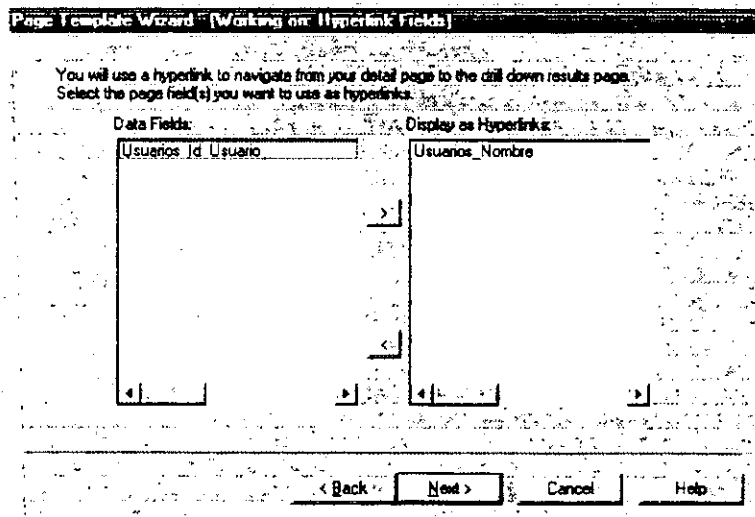 Page Template Wizard - [Working on: Hyperlink Fields]
You will use a hyperlink to navigate from your detail page to the drill down results page.
Select the page field(s) you want to use as hyperlinks.
Data Fields: Display as Hyperlinks:
Usuarios_Id_Usuario Usuarios_Nombre
>
<
< Back Next > Cancel Help